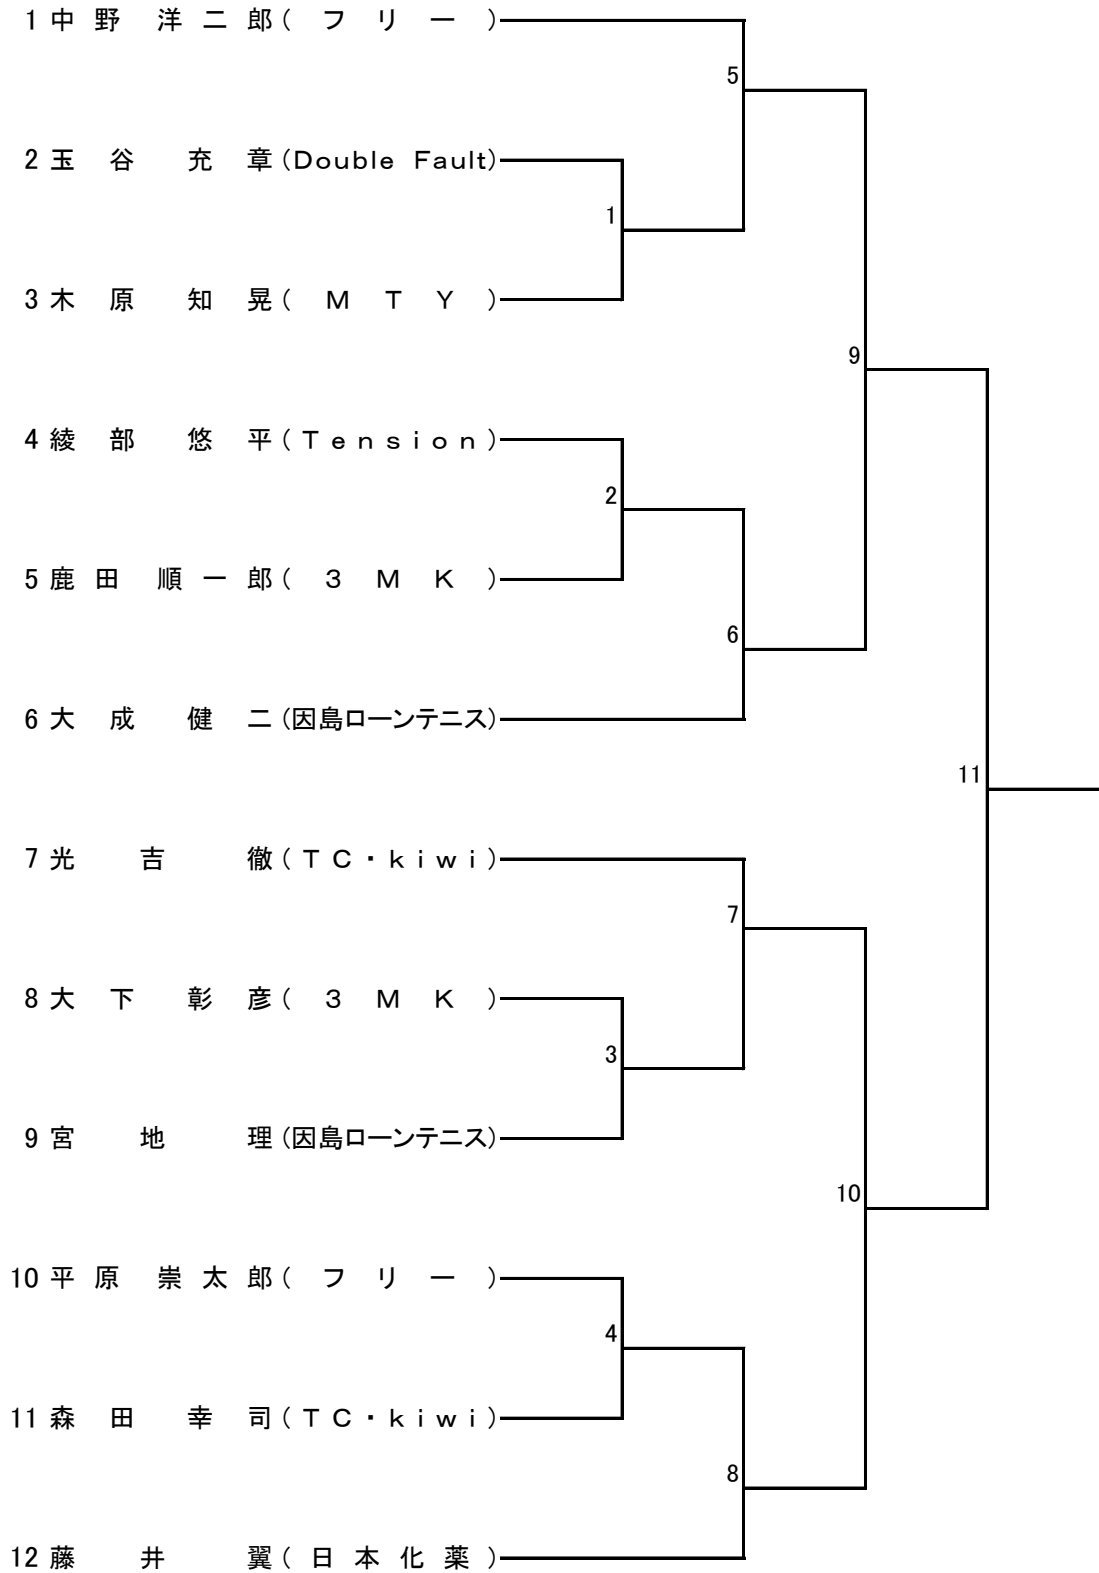 1 中野 洋二郎(フリー)
5
2 玉谷 充章(Double Fault)
1
3 木原 知晃(MTY)
9
4 綾部 悠平(Tension)
2
5 鹿田 順一郎(3MK)
6
6 大成 健二(因島ローンテニス)
11
7 光吉 徹(TC・kiwi)
7
8 大下 彰彦(3MK)
3
9 宮地 理(因島ローンテニス)
10
10 平原 崇太郎(フリー)
4
11 森田 幸司(TC・kiwi)
8
12 藤井 翼(日本化薬)